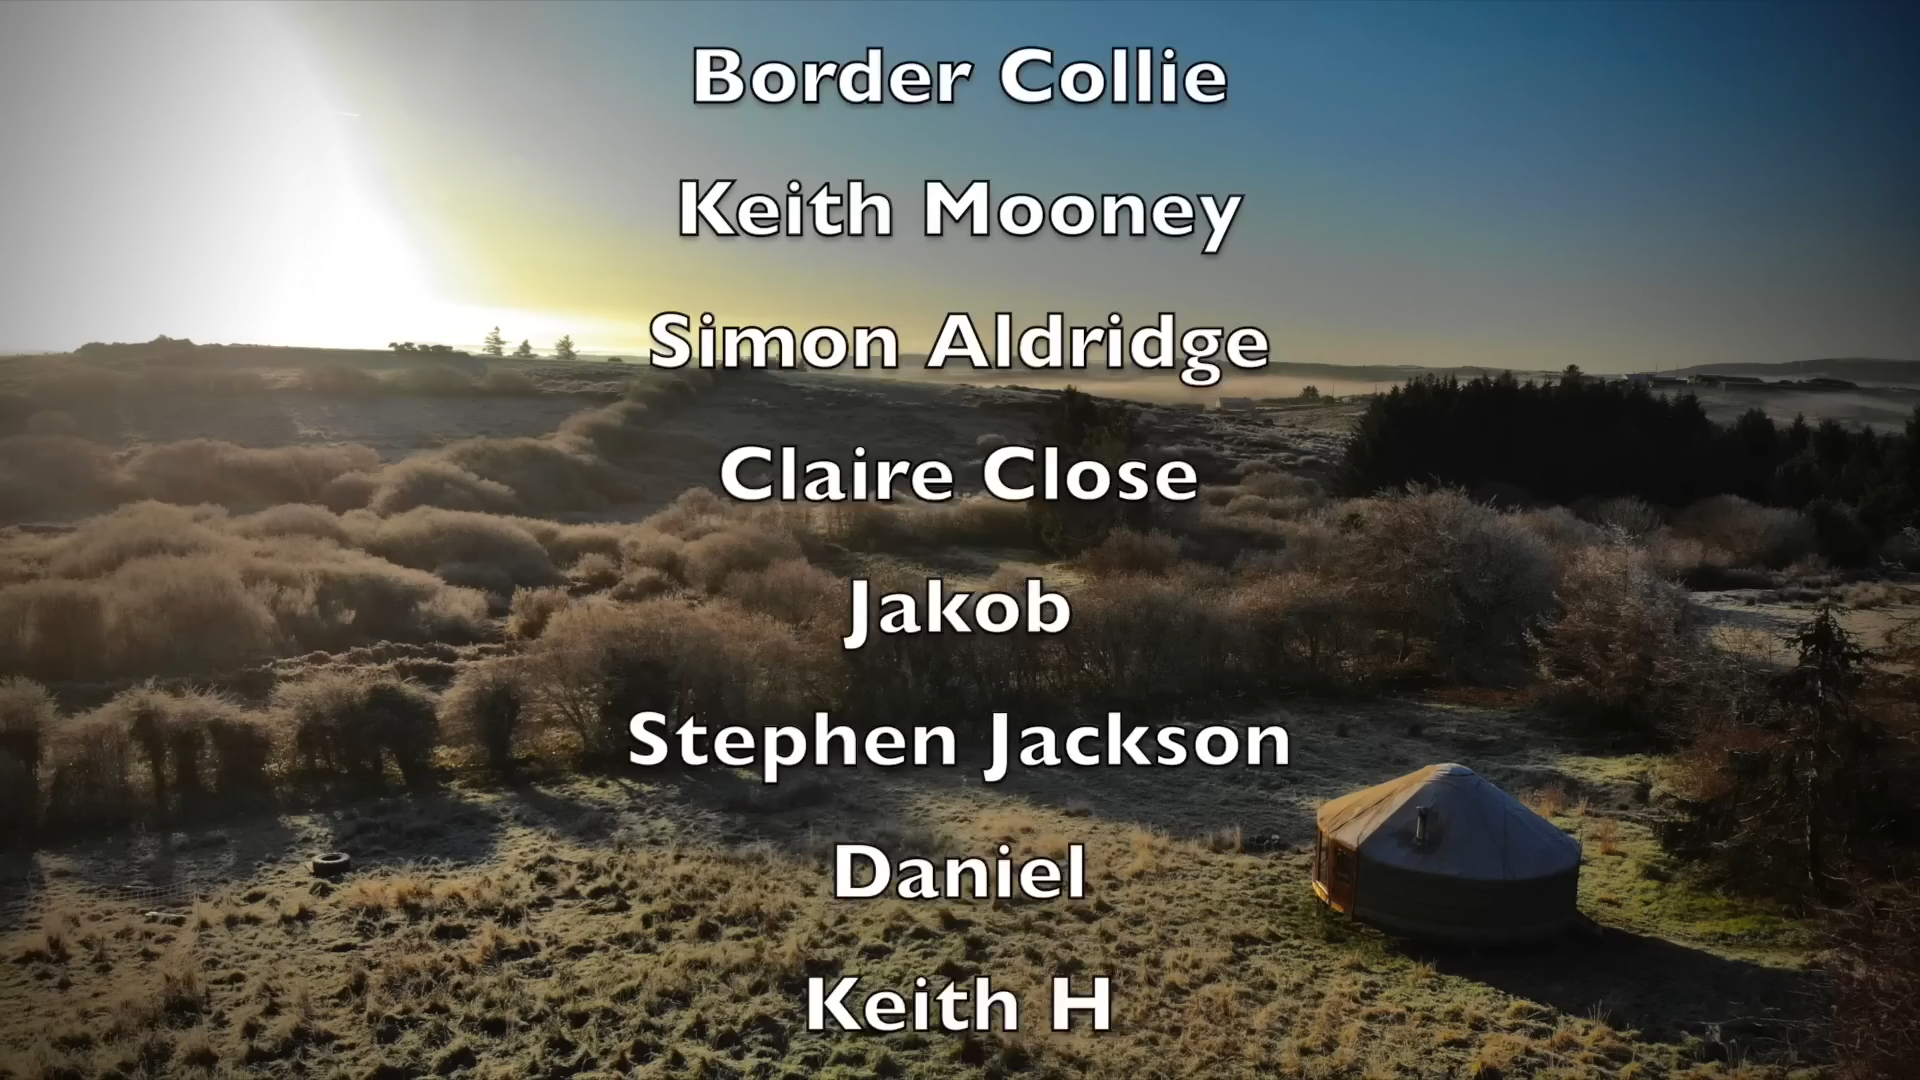 Border Collie
Keith Mooney
Simon Aldridge
Claire Close
Jakob
Stephen Jackson
Daniel
Keith H